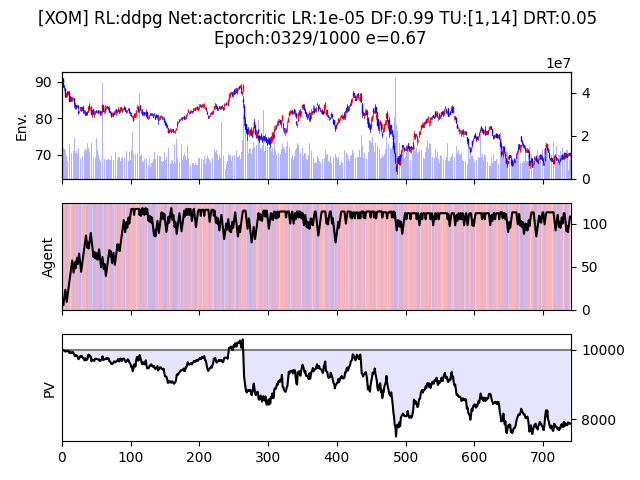 [XOM] RL:ddpg Net:actorcritic LR:1e-05 DF:0.99 TU:[1,14] DRT:0.05
Epoch:0329/1000 e=0.67
1e7
Env.
90
80
70
4
2
0
Agent
100
50
0
PV
10000
8000
0 100 200 300 400 500 600 700